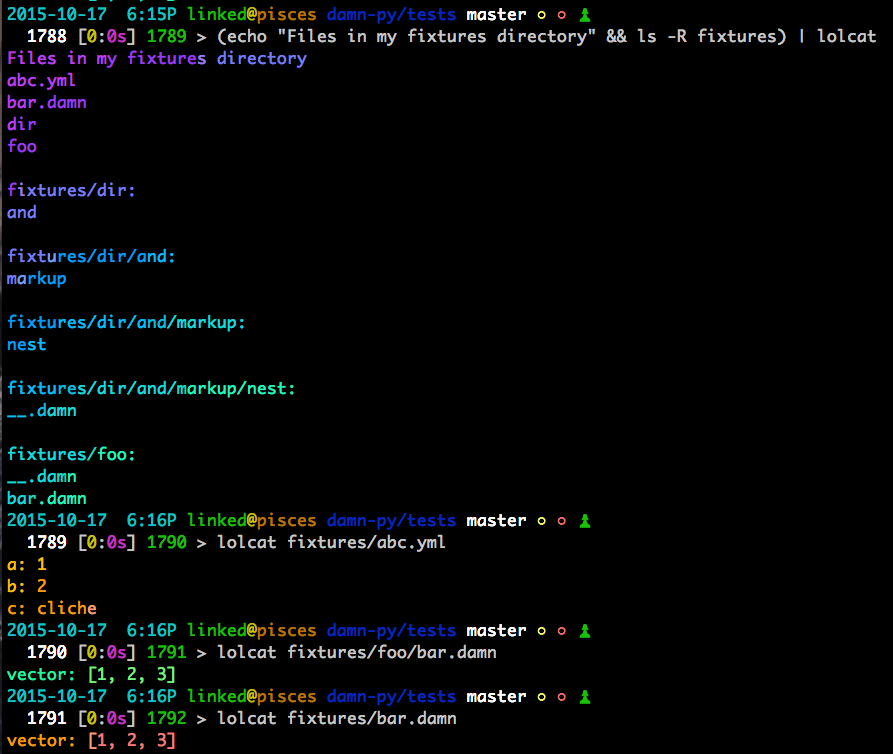 2015-10-17  6:15P linked@pisces damn-py/tests master
1788 [0:0s] 1789 > (echo "Files in my fixtures directory" && ls -R fixtures) | lolcat
Files in my fixtures directory
abc.yml
bar.damn
dir
foo
fixtures/dir:
and
fixtures/dir/and:
markup
fixtures/dir/and/markup:
nest
fixtures/dir/and/markup/nest:
__.damn
fixtures/foo:
__.damn
bar.damn
2015-10-17  6:16P linked@pisces damn-py/tests master
1789 [0:0s] 1790 > lolcat fixtures/abc.yml
a: 1
b: 2
c: cliche
2015-10-17  6:16P linked@pisces damn-py/tests master
1790 [0:0s] 1791 > lolcat fixtures/foo/bar.damn
vector: [1, 2, 3]
2015-10-17  6:16P linked@pisces damn-py/tests master
1791 [0:0s] 1792 > lolcat fixtures/bar.damn
vector: [1, 2, 3]